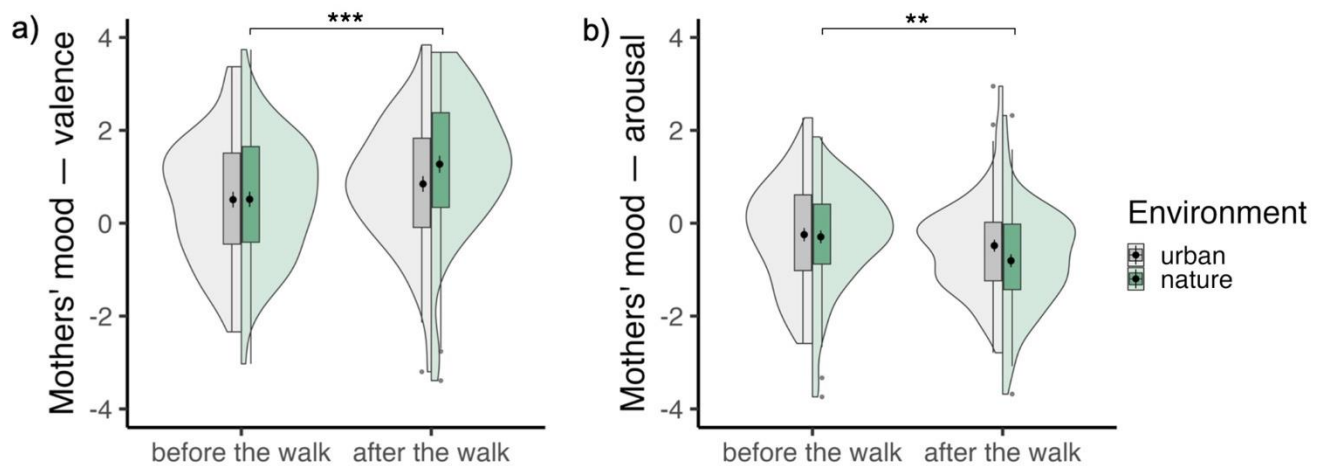 a)
***
Mothers' mood — valence
4
2
0
-2
-4
before the walk
after the walk
b)
**
Mothers' mood — arousal
4
2
0
-2
-4
before the walk
after the walk
Environment
urban
nature